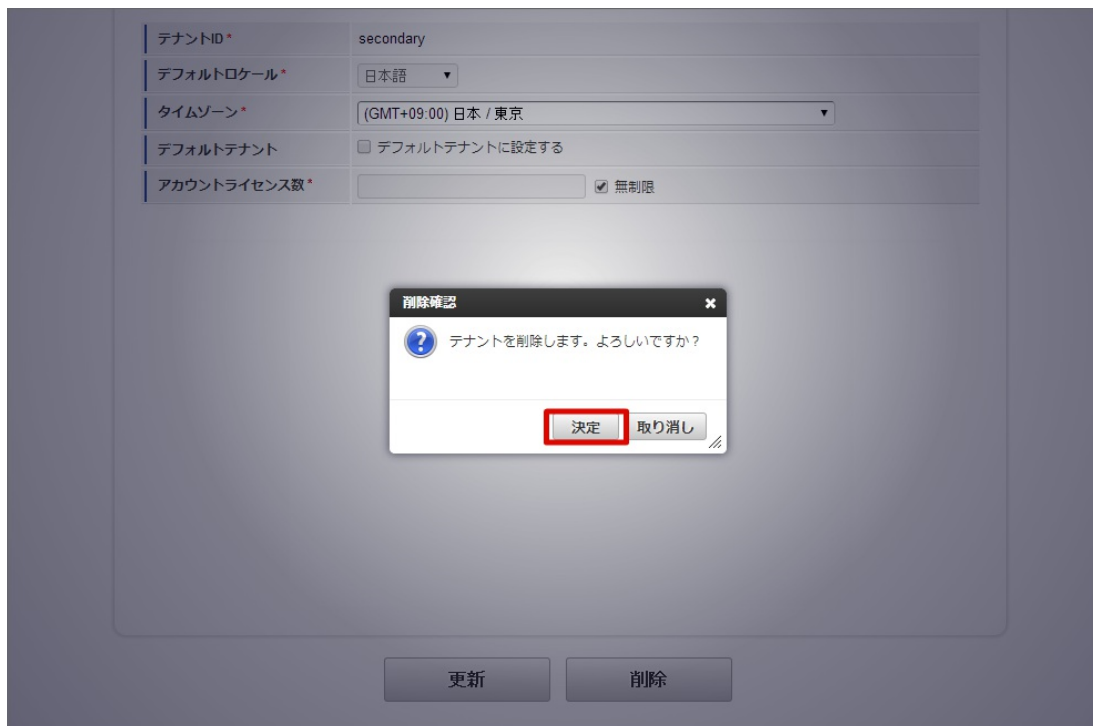 テナントID*
secondary
デフォルトロケール*
日本語
タイムゾーン*
(GMT+09:00) 日本 / 東京
デフォルトテナント
デフォルトテナントに設定する
アカウントライセンス数*
無制限
削除確認
テナントを削除します。よろしいですか?
決定
取り消し
更新
削除